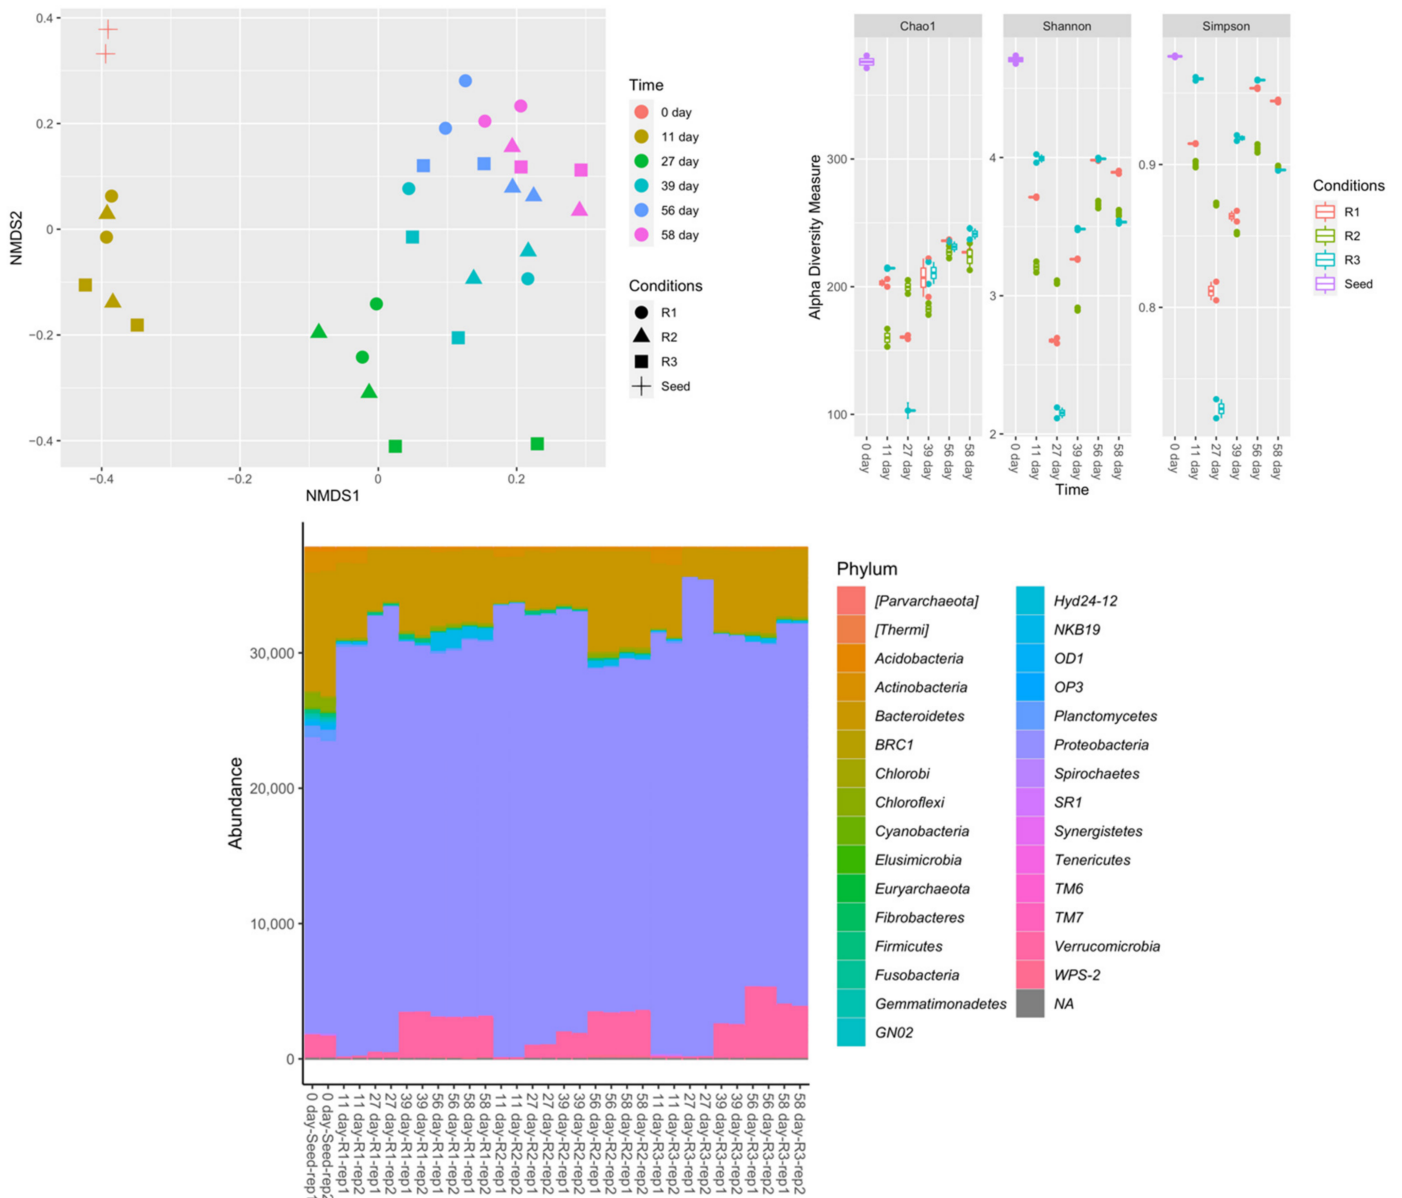 0.4
0.2
0
−0.2
−0.4
NMDS2
−0.4
−0.2
0
0.2
NMDS1
Time
0 day
11 day
27 day
39 day
56 day
58 day
Conditions
R1
R2
R3
Seed
Chao1
Shannon
Simpson
Alpha Diversity Measure
300
200
100
4
3
2
0.9
0.8
0 day
11 day
27 day
39 day
56 day
58 day
0 day
11 day
27 day
39 day
56 day
58 day
0 day
11 day
27 day
39 day
56 day
58 day
Time
Conditions
R1
R2
R3
Seed
Abundance
30,000
20,000
10,000
0
0 day-Seed-rep1
0 day-Seed-rep2
11 day-R1-rep1
11 day-R1-rep2
27 day-R1-rep1
27 day-R1-rep2
39 day-R1-rep1
39 day-R1-rep2
56 day-R1-rep1
56 day-R1-rep2
58 day-R1-rep1
58 day-R1-rep2
11 day-R2-rep1
11 day-R2-rep2
27 day-R2-rep1
27 day-R2-rep2
39 day-R2-rep1
39 day-R2-rep2
56 day-R2-rep1
56 day-R2-rep2
58 day-R2-rep1
58 day-R2-rep2
11 day-R3-rep1
11 day-R3-rep2
27 day-R3-rep1
27 day-R3-rep2
39 day-R3-rep1
39 day-R3-rep2
56 day-R3-rep1
56 day-R3-rep2
58 day-R3-rep1
58 day-R3-rep2
Phylum
[Parvarchaeota]
[Thermi]
Acidobacteria
Actinobacteria
Bacteroidetes
BRC1
Chlorobi
Chloroflexi
Cyanobacteria
Elusimicrobia
Euryarchaeota
Fibrobacteres
Firmicutes
Fusobacteria
Gemmatimonadetes
GN02
Hyd24-12
NKB19
OD1
OP3
Planctomycetes
Proteobacteria
Spirochaetes
SR1
Synergistetes
Tenericutes
TM6
TM7
Verrucomicrobia
WPS-2
NA